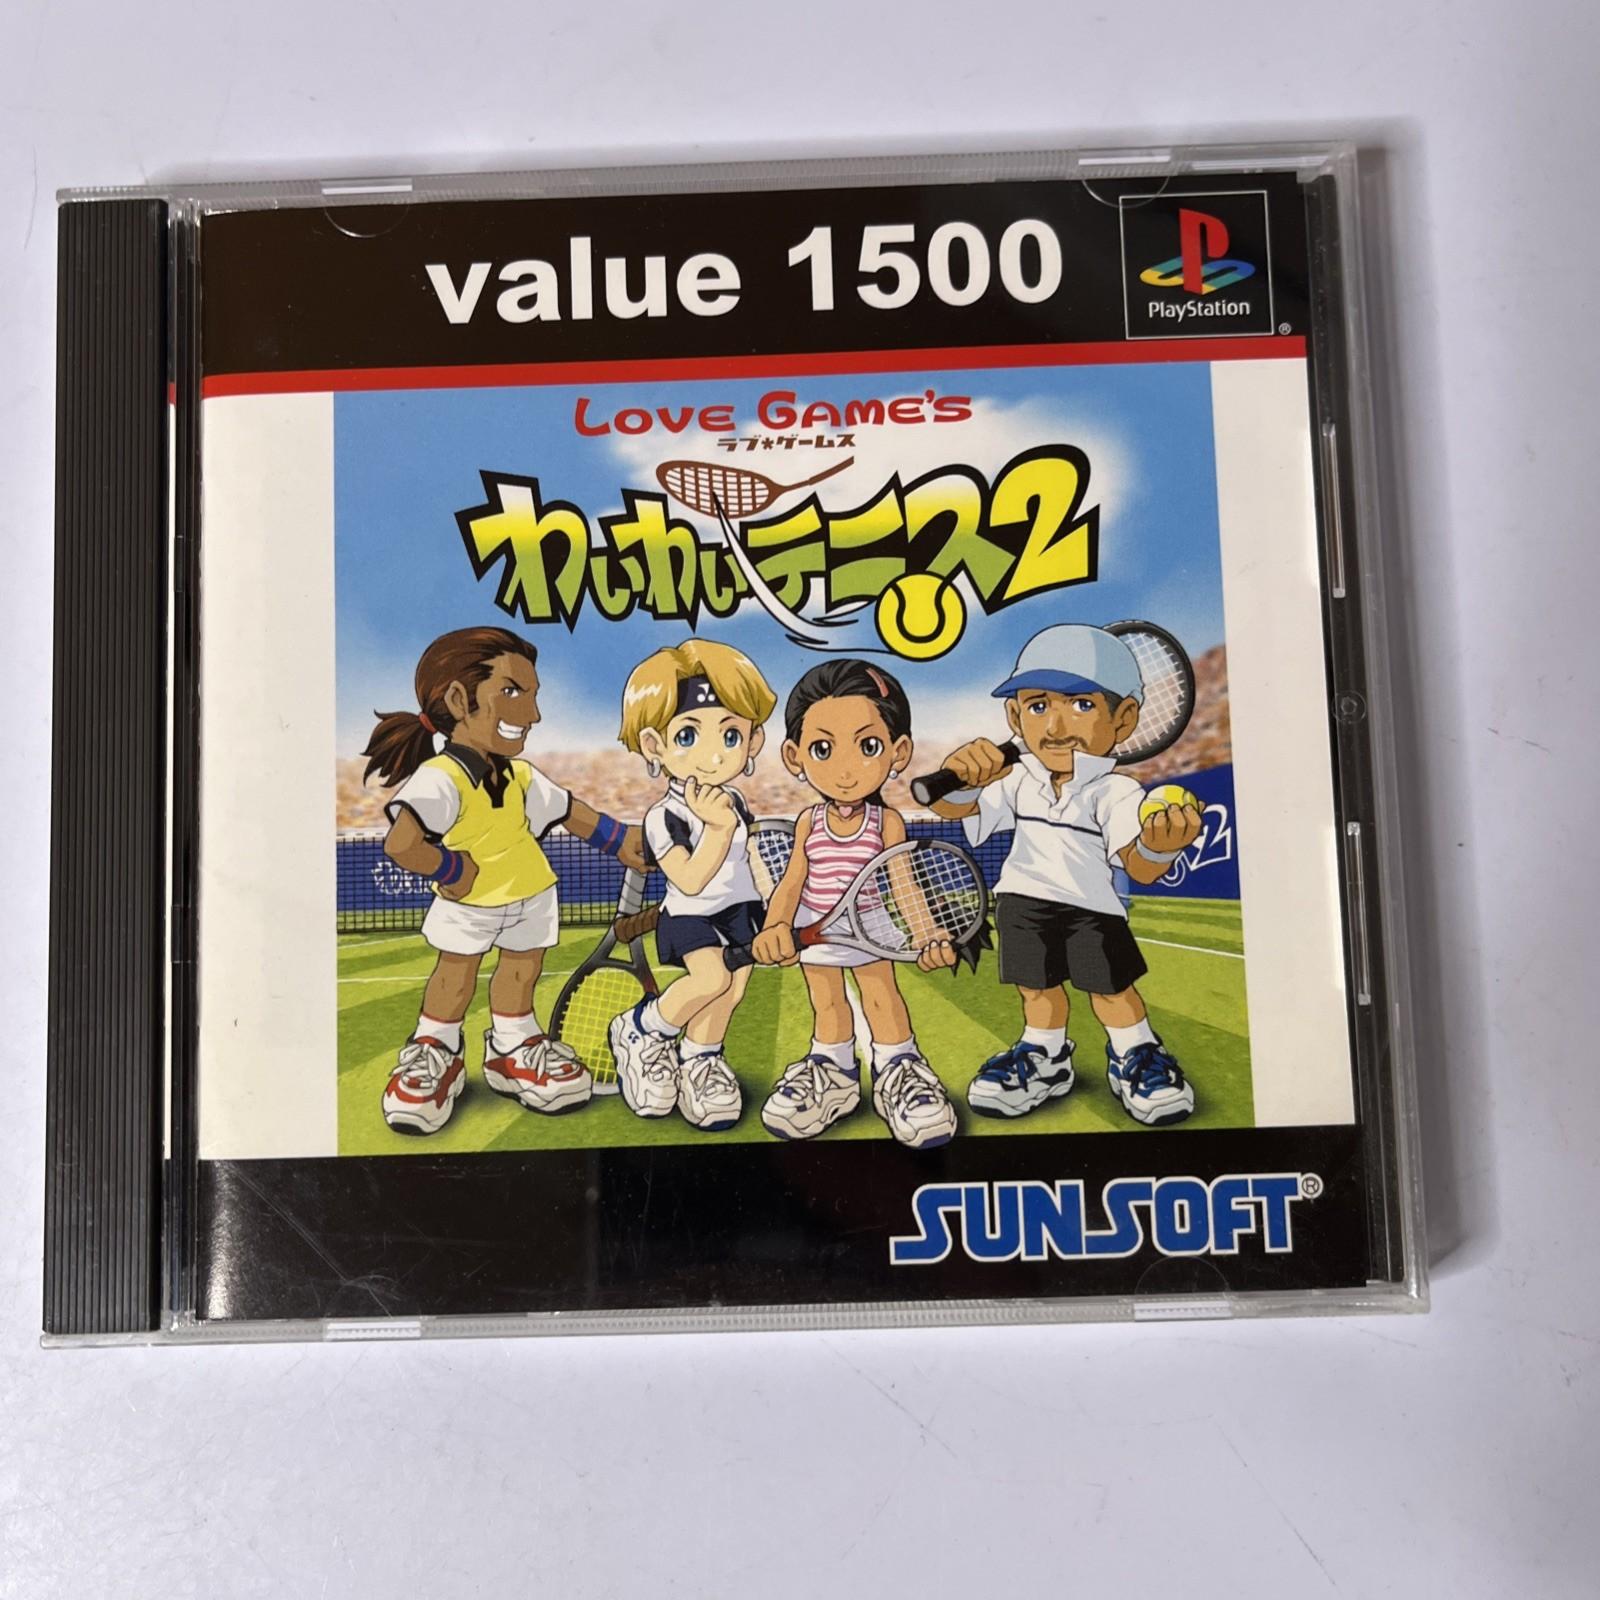 value 1500
PlayStation
®
LOVE GAME'S
ラブ*ゲームス
わいわいテニス2
2
SUNSOFT®